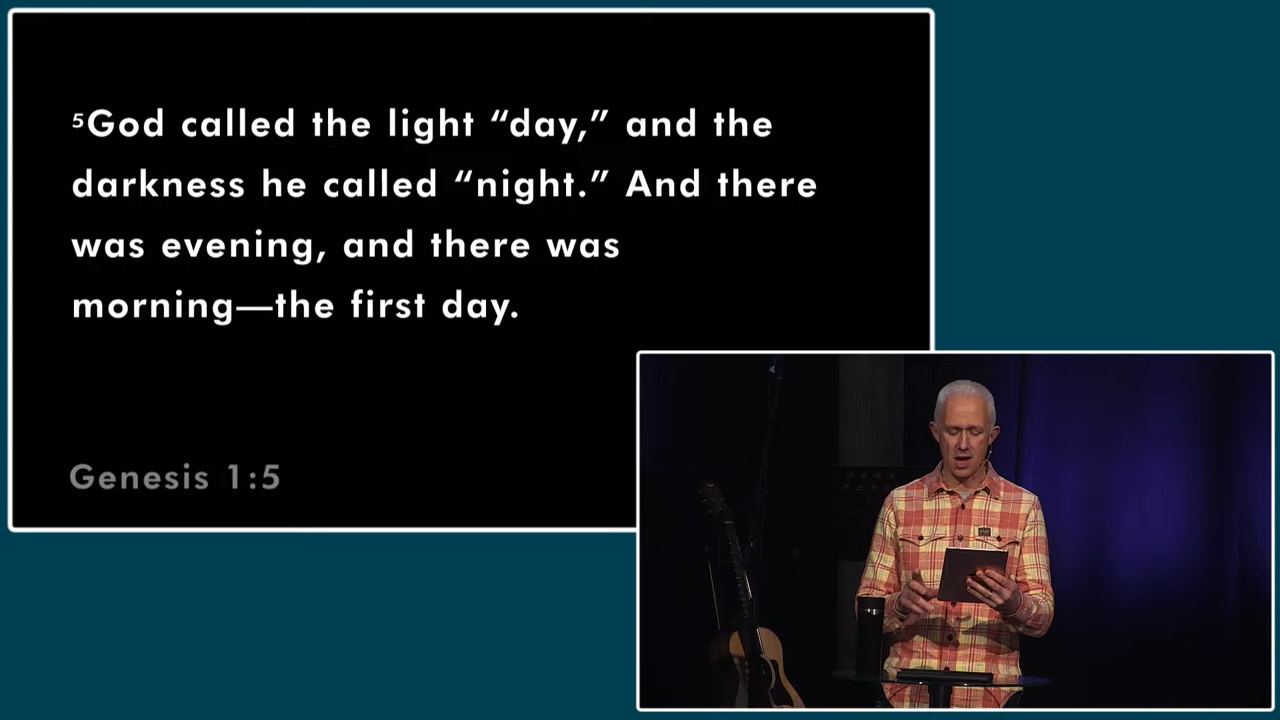 ⁵God called the light “day,” and the
darkness he called “night.” And there
was evening, and there was
morning—the first day.
Genesis 1:5